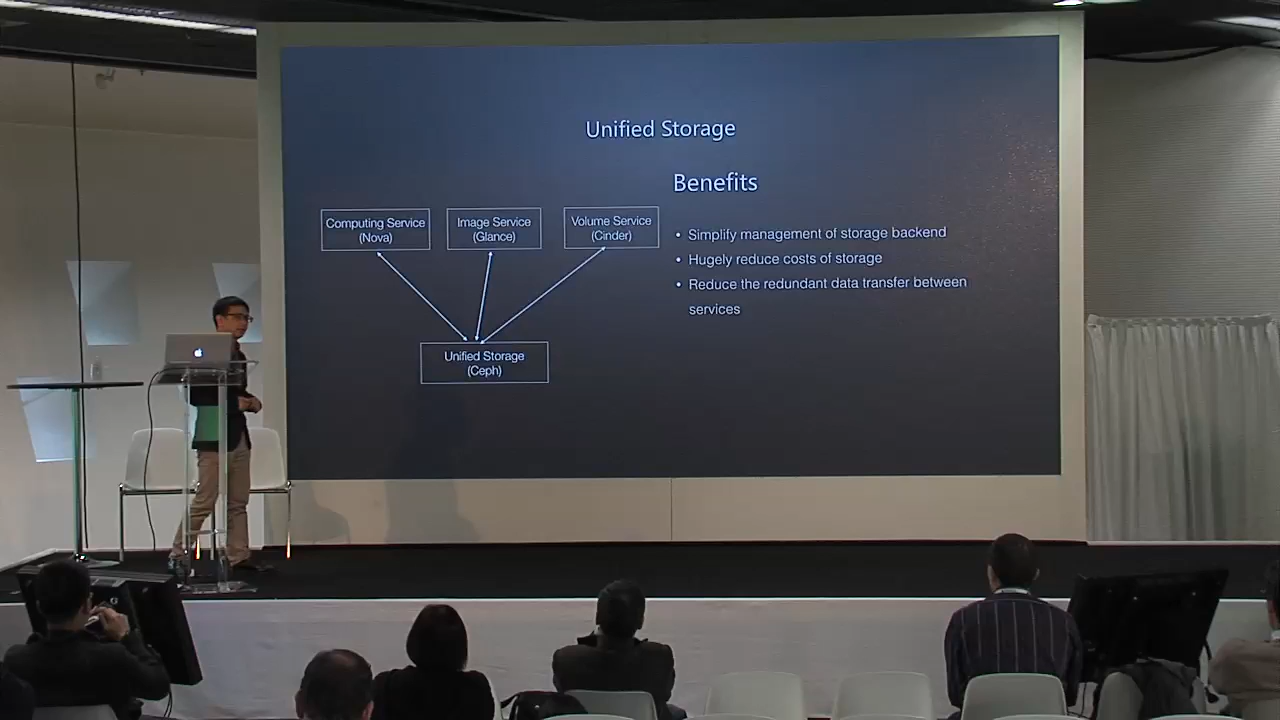 Unified Storage
Benefits
Computing Service
(Nova)
Image Service
(Glance)
Volume Service
(Cinder)
Unified Storage
(Ceph)
• Simplify management of storage backend
• Hugely reduce costs of storage
• Reduce the redundant data transfer between
services